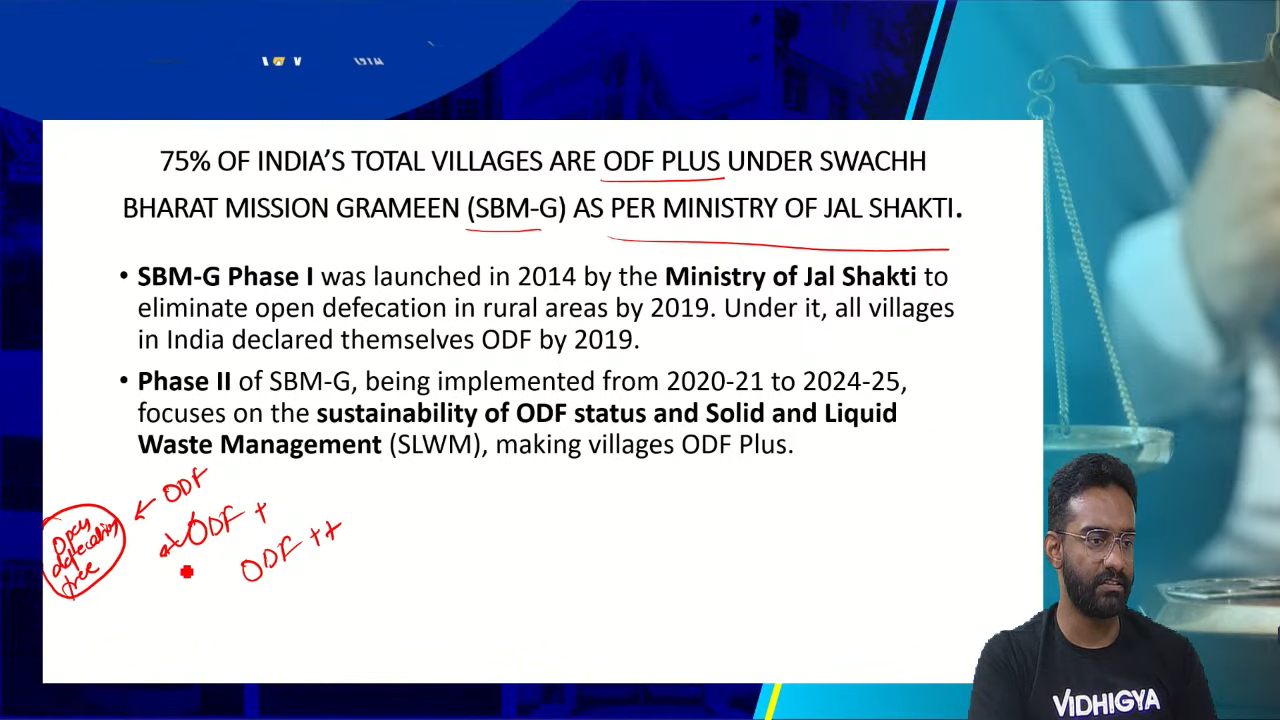 75% OF INDIA’S TOTAL VILLAGES ARE ODF PLUS UNDER SWACHH
BHARAT MISSION GRAMEEN (SBM-G) AS PER MINISTRY OF JAL SHAKTI.
• SBM-G Phase I was launched in 2014 by the Ministry of Jal Shakti to
eliminate open defecation in rural areas by 2019. Under it, all villages
in India declared themselves ODF by 2019.
• Phase II of SBM-G, being implemented from 2020-21 to 2024-25,
focuses on the sustainability of ODF status and Solid and Liquid
Waste Management (SLWM), making villages ODF Plus.
ODF
ODF +
ODF ++
open
defecation
free
VIDHIGYA